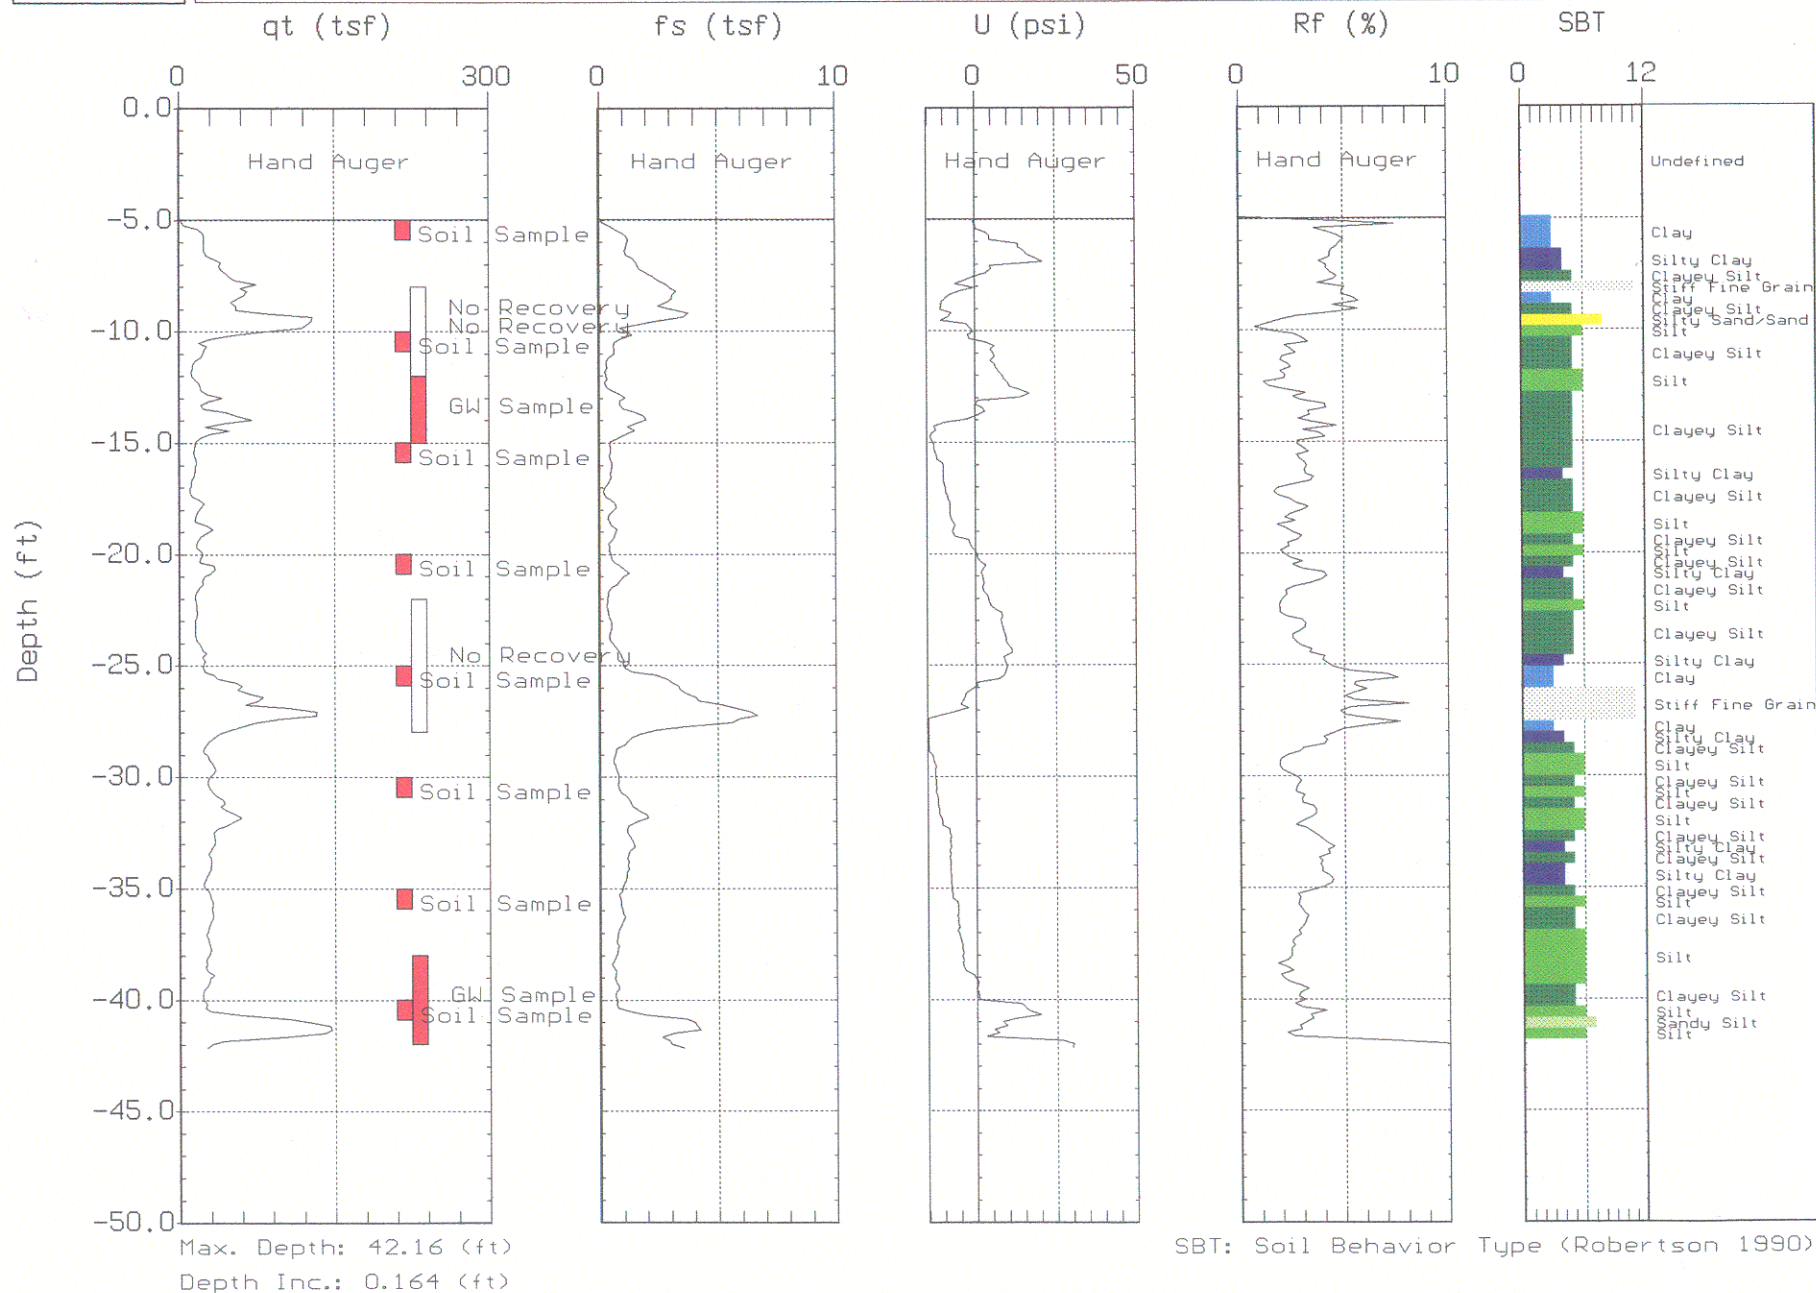 qt (tsf) fs (tsf) U (psi) Rf (%) SBT
0 300 0 10 0 50 0 10 0 12
0.0
Hand Auger Hand Auger Hand Auger Hand Auger Undefined
-5.0
Soil Sample Clay
Silty Clay
Clayey Silt
Stiff Fine Grain
Clay
No Recovery Clayey Silt
No Recovery Silty Sand/Sand
-10.0 Silt
Soil Sample Clayey Silt
Silt
GW Sample
Clayey Silt
-15.0
Soil Sample
Silty Clay
Clayey Silt
Silt
Clayey Silt
-20.0 Silt
Clayey Silt
Soil Sample Silty Clay
Clayey Silt
Silt
Clayey Silt
No Recovery Silty Clay
-25.0
Soil Sample Clay
Stiff Fine Grain
Clay
Silty Clay
Clayey Silt
Silt
-30.0 Clayey Silt
Soil Sample Silt
Clayey Silt
Silt
Clayey Silt
Silty Clay
Clayey Silt
Silty Clay
-35.0 Clayey Silt
Soil Sample Silt
Clayey Silt
Silt
GW Sample Clayey Silt
-40.0
Soil Sample Silt
Sandy Silt
Silt
-45.0
-50.0
Depth (ft)
Max. Depth: 42.16 (ft) SBT: Soil Behavior Type (Robertson 1990)
Depth Inc.: 0.164 (ft)